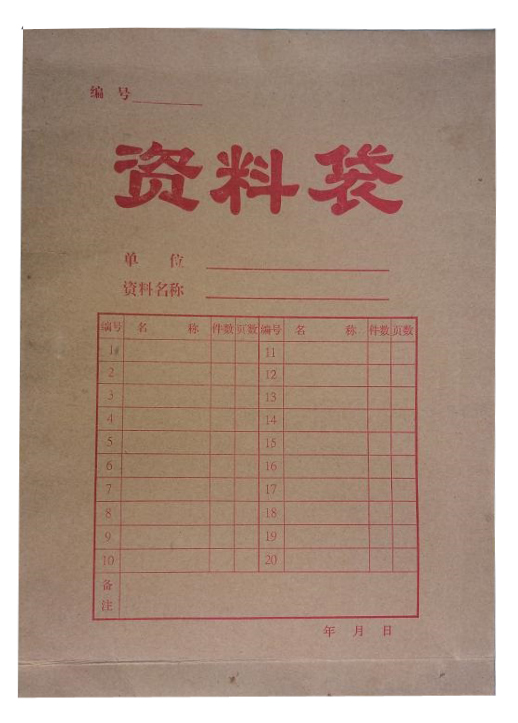 编 号
资料袋
单 位
资料名称
编号 名 称 件数 页数 编号 名 称 件数 页数
1 11
2 12
3 13
4 14
5 15
6 16
7 17
8 18
9 19
10 20
备
注
年 月 日